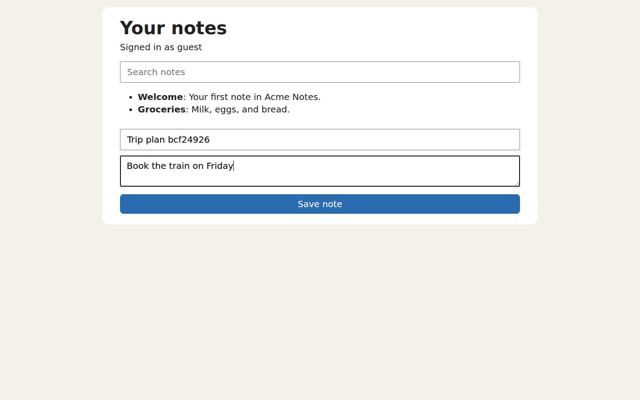 Your notes
Signed in as guest
Search notes
• Welcome: Your first note in Acme Notes.
• Groceries: Milk, eggs, and bread.
Trip plan bcf24926
Book the train on Friday
Save note